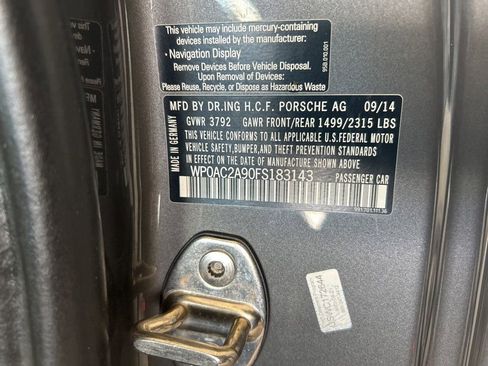 This vehicle may include mercury-containing
devices installed by the manufacturer:
· Navigation Display
Remove Devices Before Vehicle Disposal.
Upon Removal of Devices:
Please Reuse, Recycle, or Dispose as Hazardous Waste
95B.010.001
MFD BY DR.ING H.C.F. PORSCHE AG 09/14
GVWR 3792 GAWR FRONT/REAR 1499/2315 LBS
THIS VEHICLE CONFORMS TO ALL APPLICABLE U.S.FEDERAL MOTOR
VEHICLE SAFETY,BUMPER,AND THEFT PREVENTION STANDARDS
IN EFFECT ON THE DATE OF MANUFACTURE SHOWN ABOVE.
WP0AC2A90FS183143 PASSENGER CAR
MADE IN GERMANY